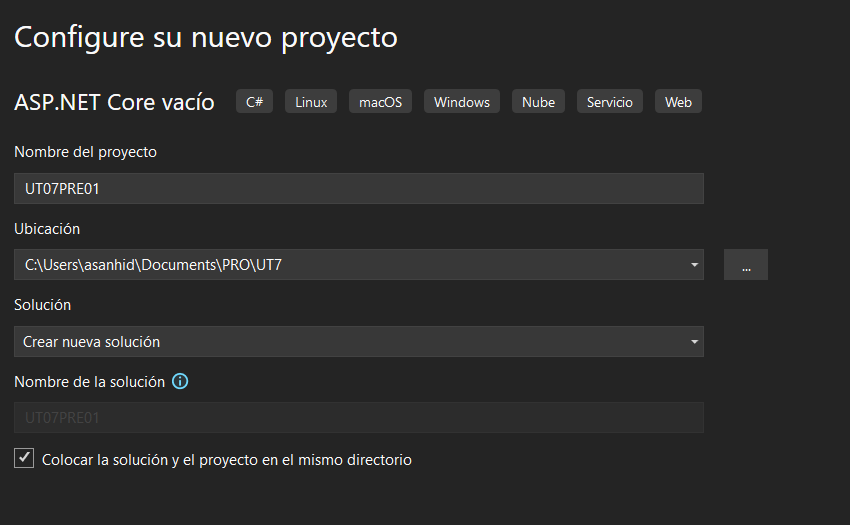 Configure su nuevo proyecto
ASP.NET Core vacío C# Linux macOS Windows Nube Servicio Web
Nombre del proyecto
UT07PRE01
Ubicación
C:\Users\asanhid\Documents\PRO\UT7
...
Solución
Crear nueva solución
Nombre de la solución
UT07PRE01
Colocar la solución y el proyecto en el mismo directorio